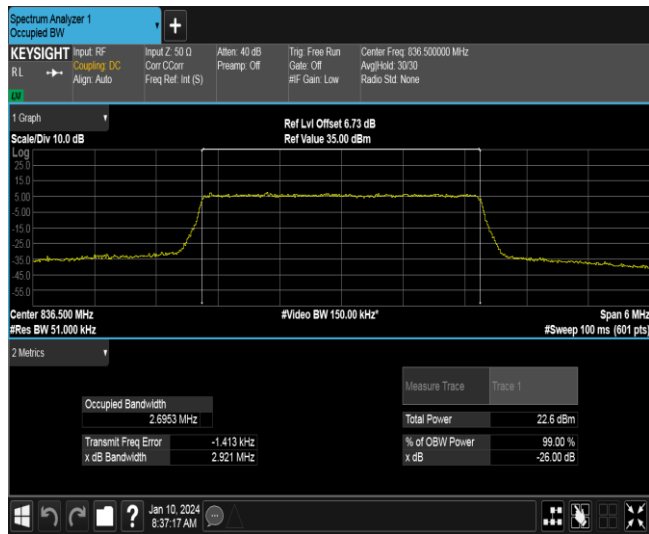 Spectrum Analyzer 1
Occupied BW
+
KEYSIGHT Input: RF Input Z: 50 Ω Atten: 40 dB Trig: Free Run Center Freq: 836.500000 MHz
RL Coupling: DC Corr CCorr Preamp: Off Gate: Off Avg|Hold: 30/30
Align: Auto Freq Ref: Int (S) #IF Gain: Low Radio Std: None
1 Graph
Ref Lvl Offset 6.73 dB
Scale/Div 10.0 dB Ref Value 35.00 dBm
Log
25.0
15.0
5.00
-5.00
-15.0
-25.0
-35.0
-45.0
-55.0
Center 836.500 MHz #Video BW 150.00 kHz* Span 6 MHz
#Res BW 51.000 kHz #Sweep 100 ms (601 pts)
2 Metrics
Measure Trace Trace 1
Occupied Bandwidth
2.6953 MHz Total Power 22.6 dBm
Transmit Freq Error -1.413 kHz % of OBW Power 99.00 %
x dB Bandwidth 2.921 MHz x dB -26.00 dB
? Jan 10, 2024
8:37:17 AM